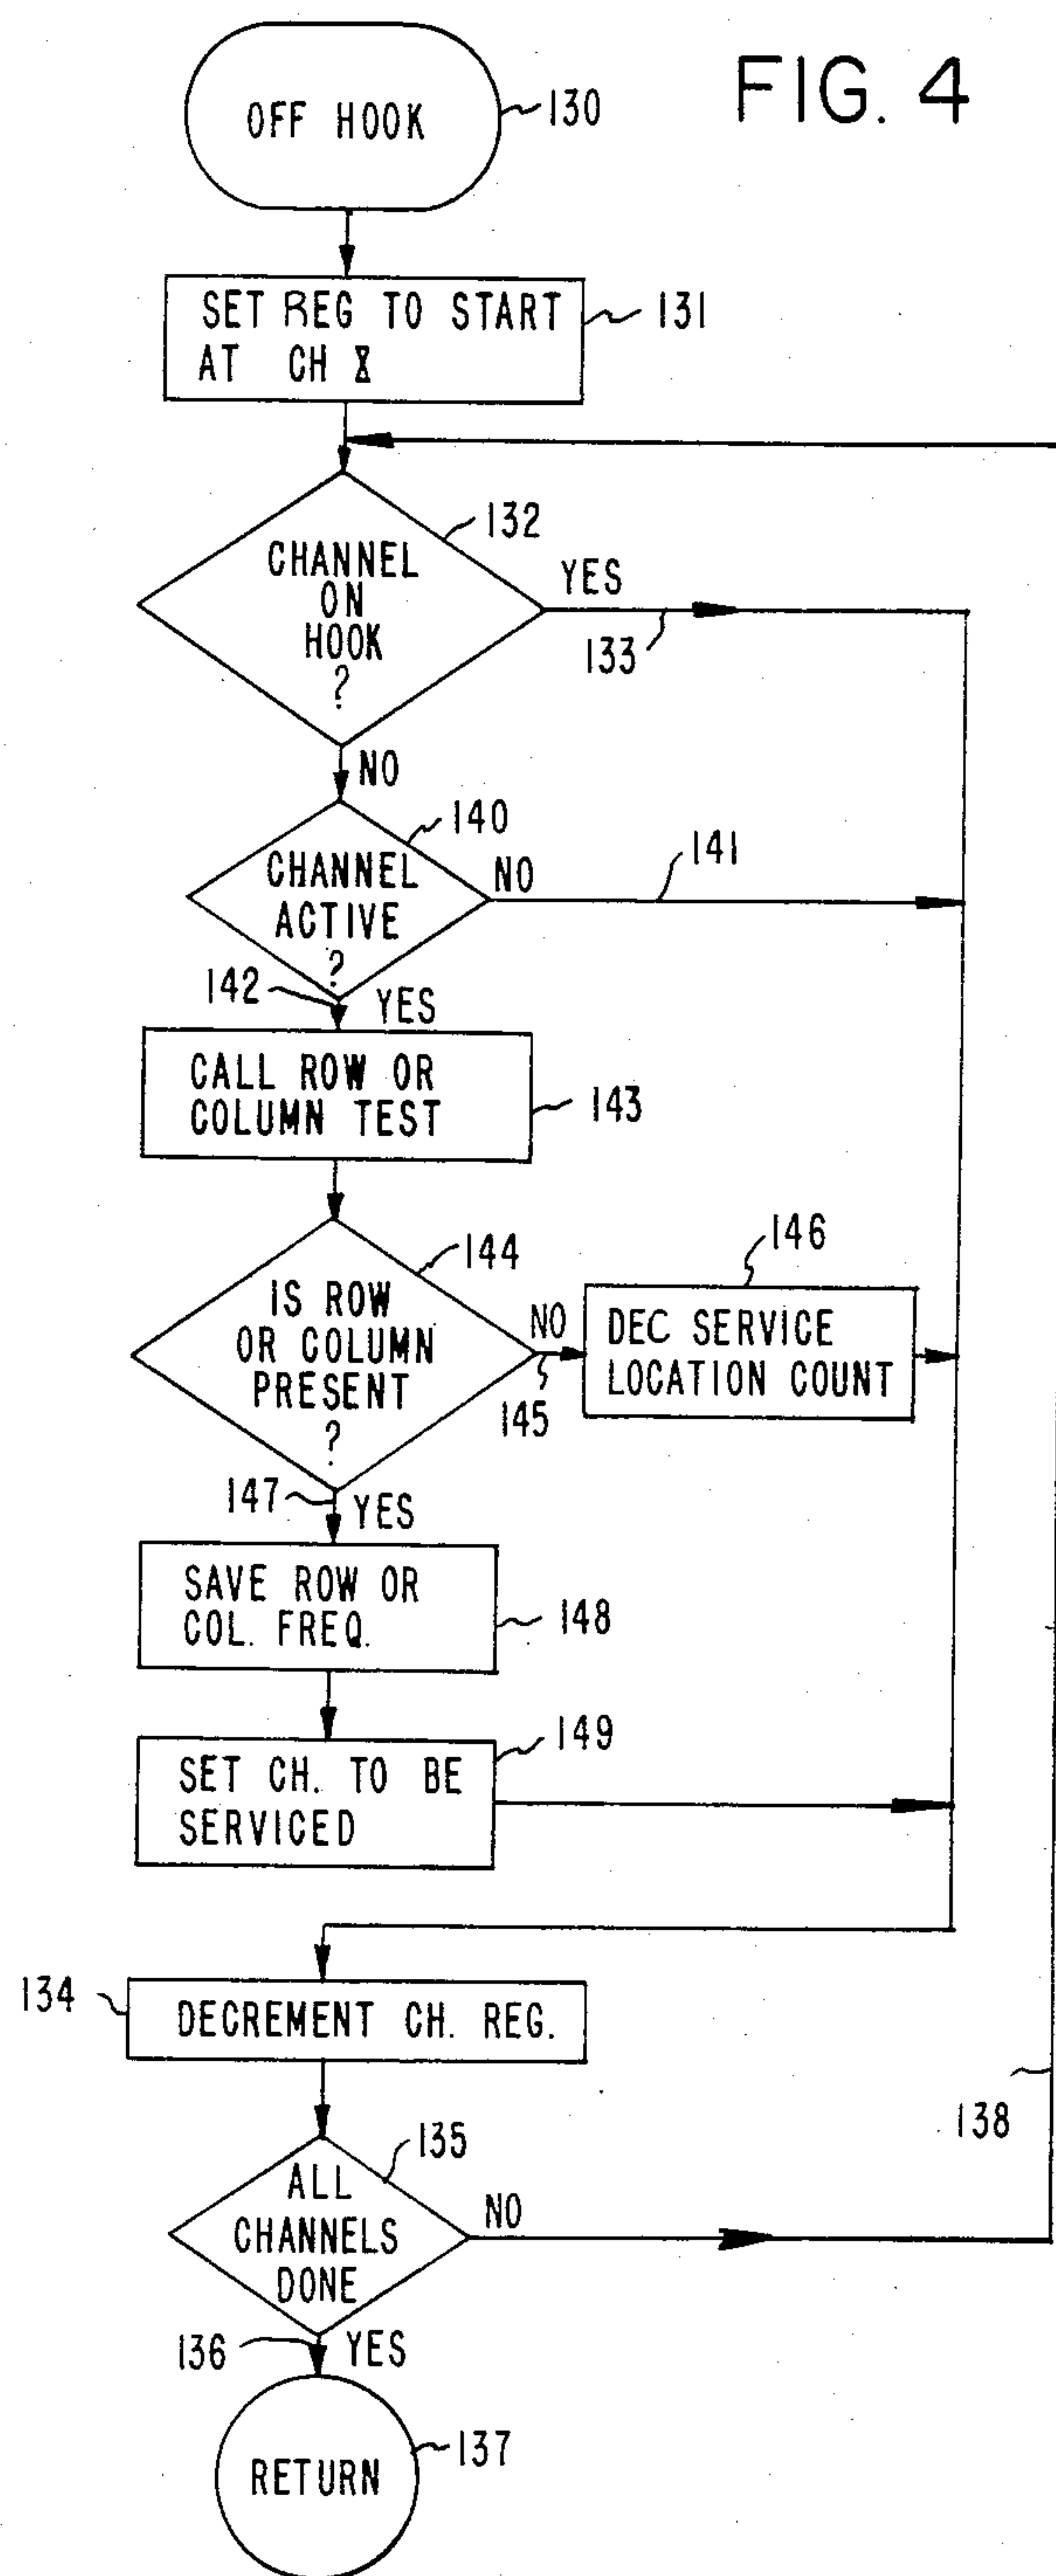 FIG. 4
OFF HOOK
130
SET REG TO START
AT CH X
131
132
CHANNEL
ON
HOOK
?
YES
133
NO
140
CHANNEL
ACTIVE
?
NO
141
142
YES
CALL ROW OR
COLUMN TEST
143
144
IS ROW
OR COLUMN
PRESENT
?
NO
145
146
DEC SERVICE
LOCATION COUNT
147
YES
SAVE ROW OR
COL. FREQ.
148
149
SET CH. TO BE
SERVICED
134
DECREMENT CH. REG.
135
ALL
CHANNELS
DONE
NO
138
136
YES
RETURN
137